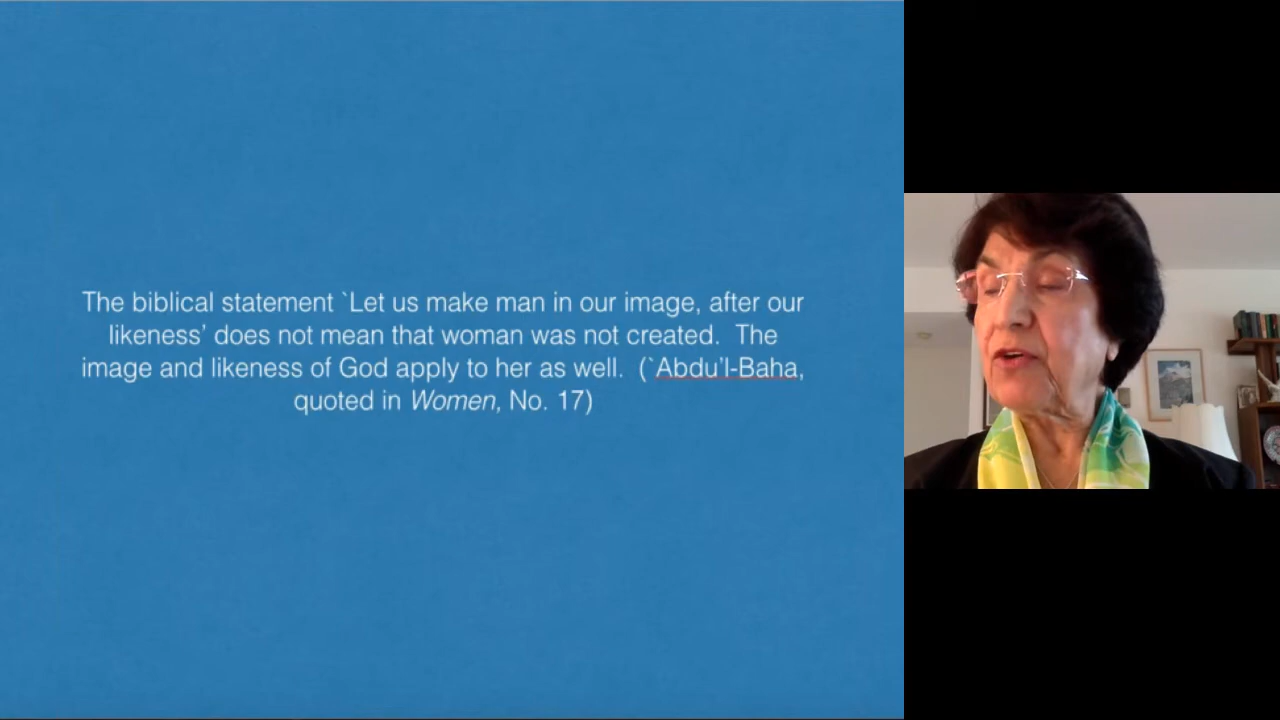 The biblical statement `Let us make man in our image, after our
likeness’ does not mean that woman was not created.  The
image and likeness of God apply to her as well.  (`Abdu’l-Baha,
quoted in Women, No. 17)